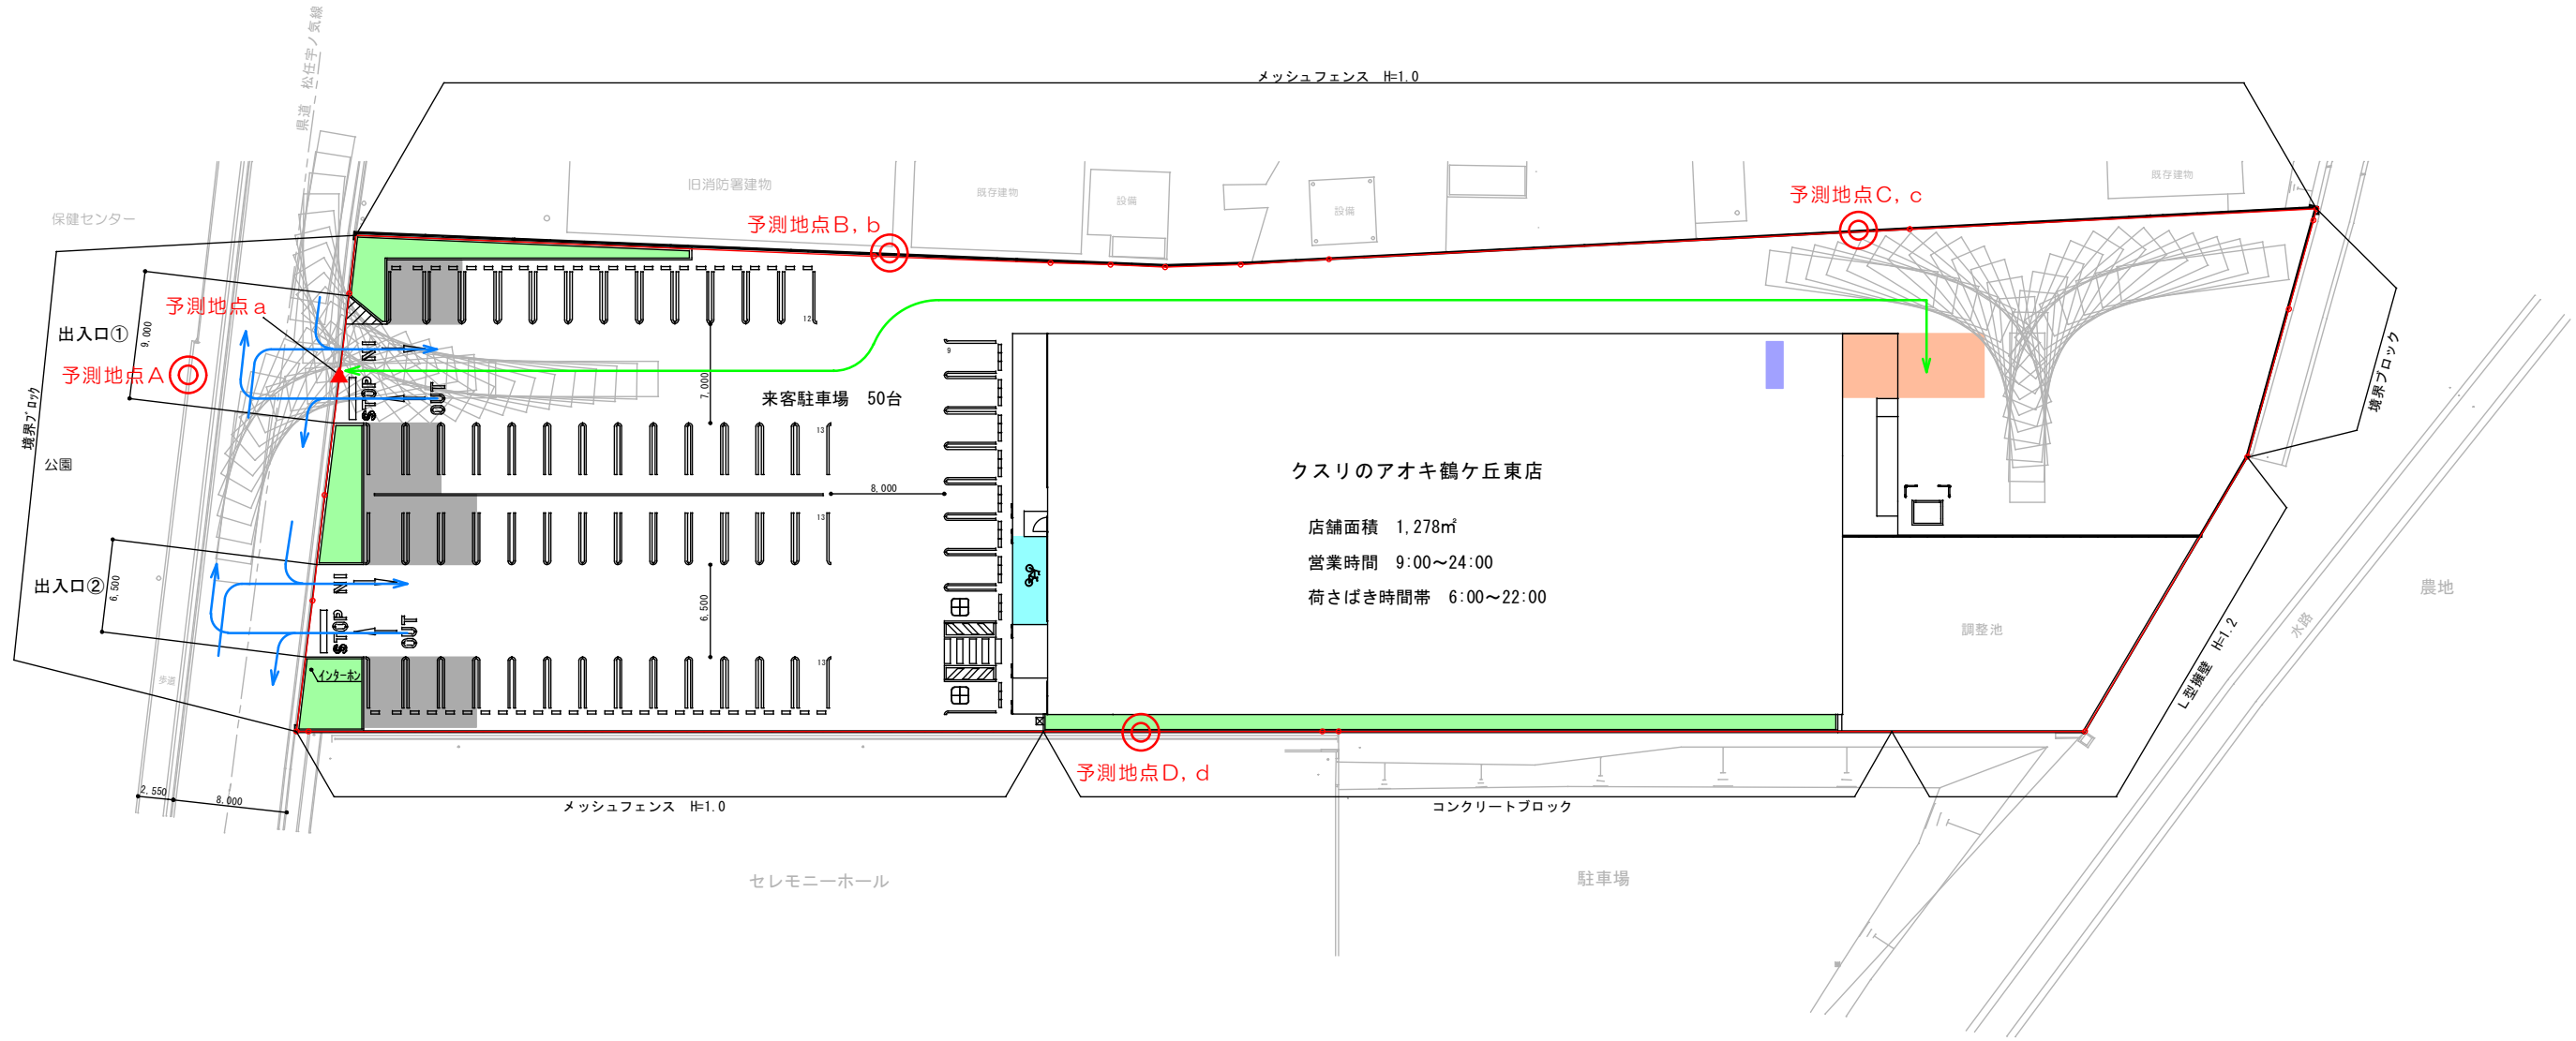 メッシュフェンス H=1.0
県道 松任宇ノ気線
保健センター
旧消防署建物
既存建物
設備
設備
既存建物
予測地点B, b
予測地点C, c
予測地点a
出入口①
9,000
予測地点A
境界ブロック
公園
IN
STOP
OUT
12
7,000
来客駐車場 50台
9
13
8,000
13
クスリのアオキ鶴ケ丘東店
店舗面積 1,278㎡
営業時間 9:00～24:00
荷さばき時間帯 6:00～22:00
境界ブロック
出入口②
6,500
IN
STOP
OUT
6,500
13
インターホン
歩道
調整池
農地
水路
L型擁壁 H=1.2
予測地点D, d
2,550
8,000
メッシュフェンス H=1.0
コンクリートブロック
セレモニーホール
駐車場